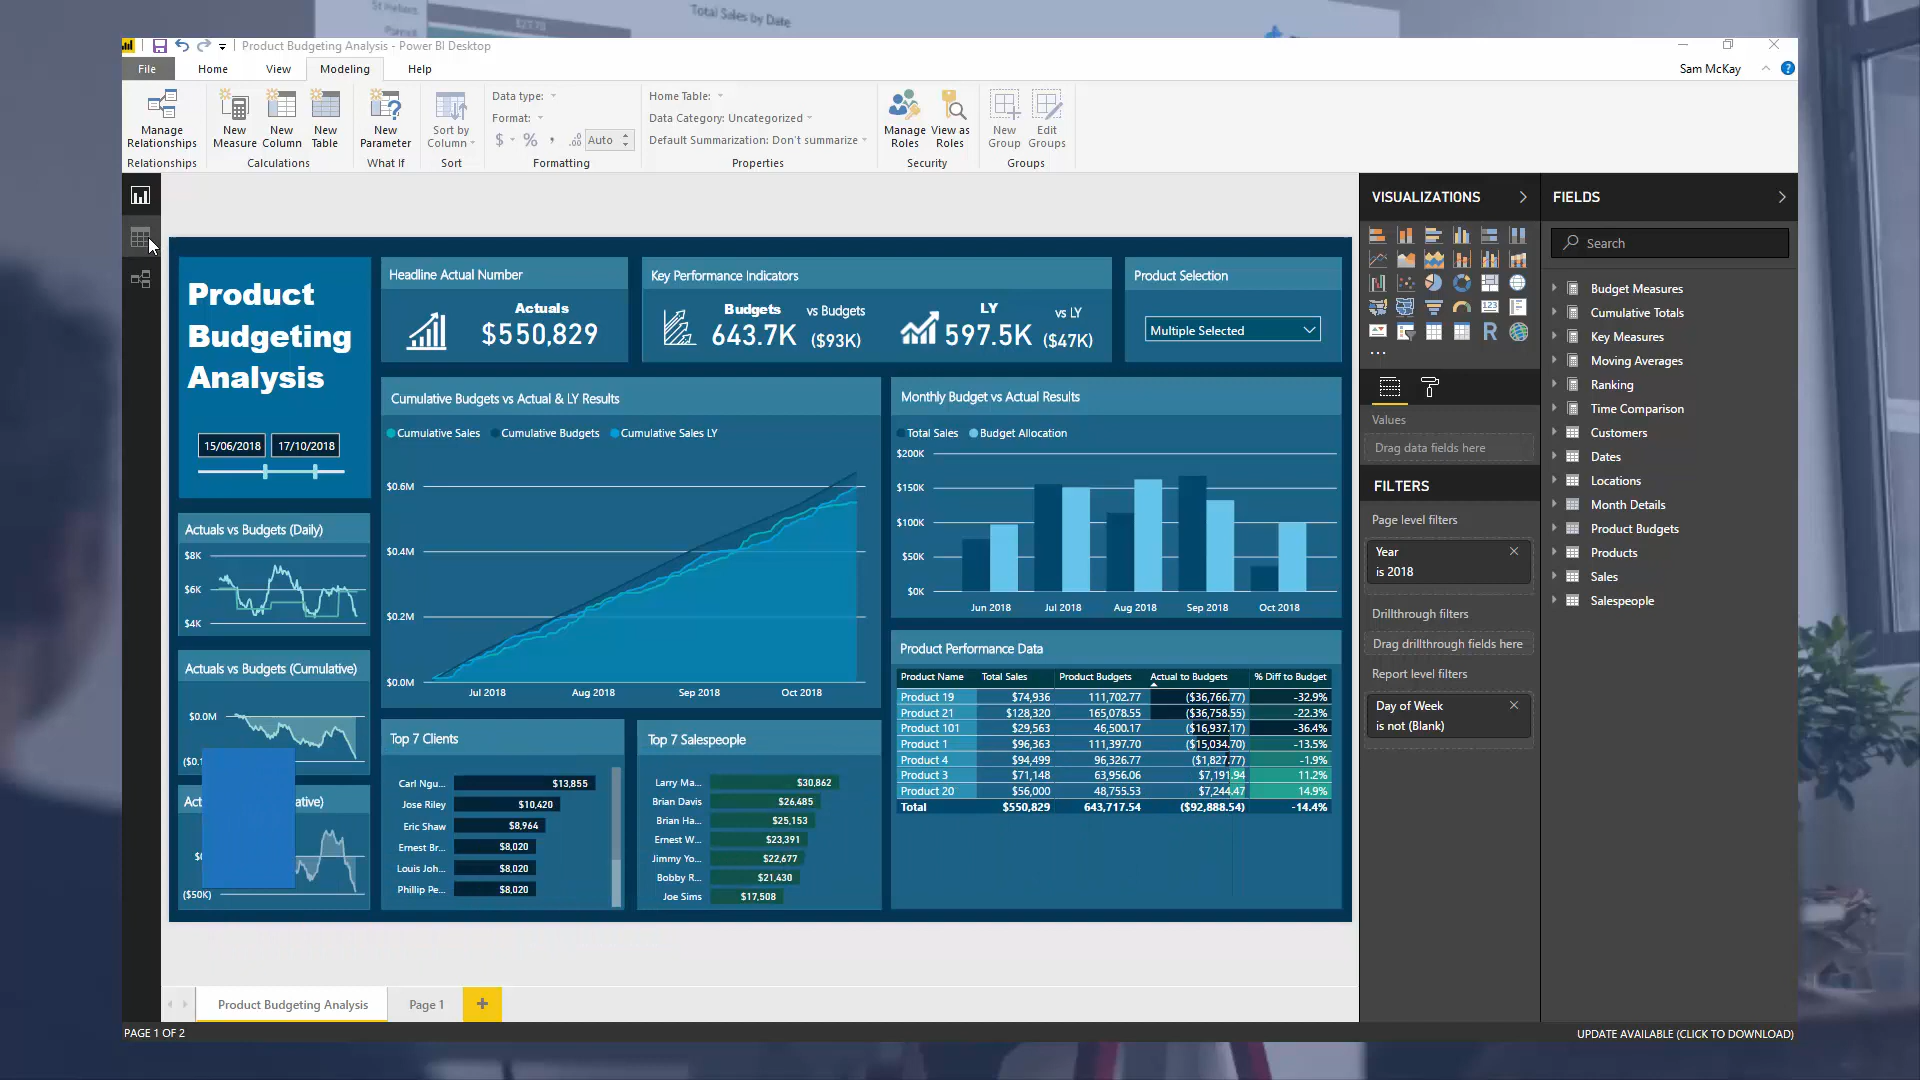 St Peters
$23.7K
Total Sales by Date
Product Budgeting Analysis - Power BI Desktop
File
Home
View
Modeling
Help
Sam McKay
Manage
Relationships
New
Measure
New
Column
New
Table
New
Parameter
Sort by
Column
Data type:
Format:
$ % , .00 Auto
Home Table:
Data Category: Uncategorized
Default Summarization: Don't summarize
Manage
Roles
View as
Roles
New
Group
Edit
Groups
Relationships
Calculations
What If
Sort
Formatting
Properties
Security
Groups
Product
Budgeting
Analysis
15/06/2018
17/10/2018
Headline Actual Number
Actuals
$550,829
Key Performance Indicators
Budgets
643.7K
vs Budgets
($93K)
LY
597.5K
vs LY
($47K)
Product Selection
Multiple Selected
Cumulative Budgets vs Actual & LY Results
Cumulative Sales
Cumulative Budgets
Cumulative Sales LY
$0.6M
$0.4M
$0.2M
$0.0M
Jul 2018
Aug 2018
Sep 2018
Oct 2018
Monthly Budget vs Actual Results
Total Sales
Budget Allocation
$200K
$150K
$100K
$50K
$0K
Jun 2018
Jul 2018
Aug 2018
Sep 2018
Oct 2018
Actuals vs Budgets (Daily)
$8K
$6K
$4K
Actuals vs Budgets (Cumulative)
$0.0M
($0.1
Act
ative)
$0
($50K)
Top 7 Clients
Carl Ngu... $13,855
Jose Riley $10,420
Eric Shaw $8,964
Ernest Br... $8,020
Louis Joh... $8,020
Phillip Pe... $8,020
Top 7 Salespeople
Larry Ma... $30,862
Brian Davis $26,485
Brian Ha... $25,153
Ernest W... $23,391
Jimmy Yo... $22,677
Bobby R... $21,430
Joe Sims $17,508
Product Performance Data
Product Name Total Sales Product Budgets Actual to Budgets % Diff to Budget
Product 19 $74,936 111,702.77 ($36,766.77) -32.9%
Product 21 $128,320 165,078.55 ($36,758.55) -22.3%
Product 101 $29,563 46,500.17 ($16,937.17) -36.4%
Product 1 $96,363 111,397.70 ($15,034.70) -13.5%
Product 4 $94,499 96,326.77 ($1,827.77) -1.9%
Product 3 $71,148 63,956.06 $7,191.94 11.2%
Product 20 $56,000 48,755.53 $7,244.47 14.9%
Total $550,829 643,717.54 ($92,888.54) -14.4%
VISUALIZATIONS
R
123
Values
Drag data fields here
FILTERS
Page level filters
Year
is 2018
Drillthrough filters
Drag drillthrough fields here
Report level filters
Day of Week
is not (Blank)
FIELDS
Search
Budget Measures
Cumulative Totals
Key Measures
Moving Averages
Ranking
Time Comparison
Customers
Dates
Locations
Month Details
Product Budgets
Products
Sales
Salespeople
Product Budgeting Analysis
Page 1
+
PAGE 1 OF 2
UPDATE AVAILABLE (CLICK TO DOWNLOAD)